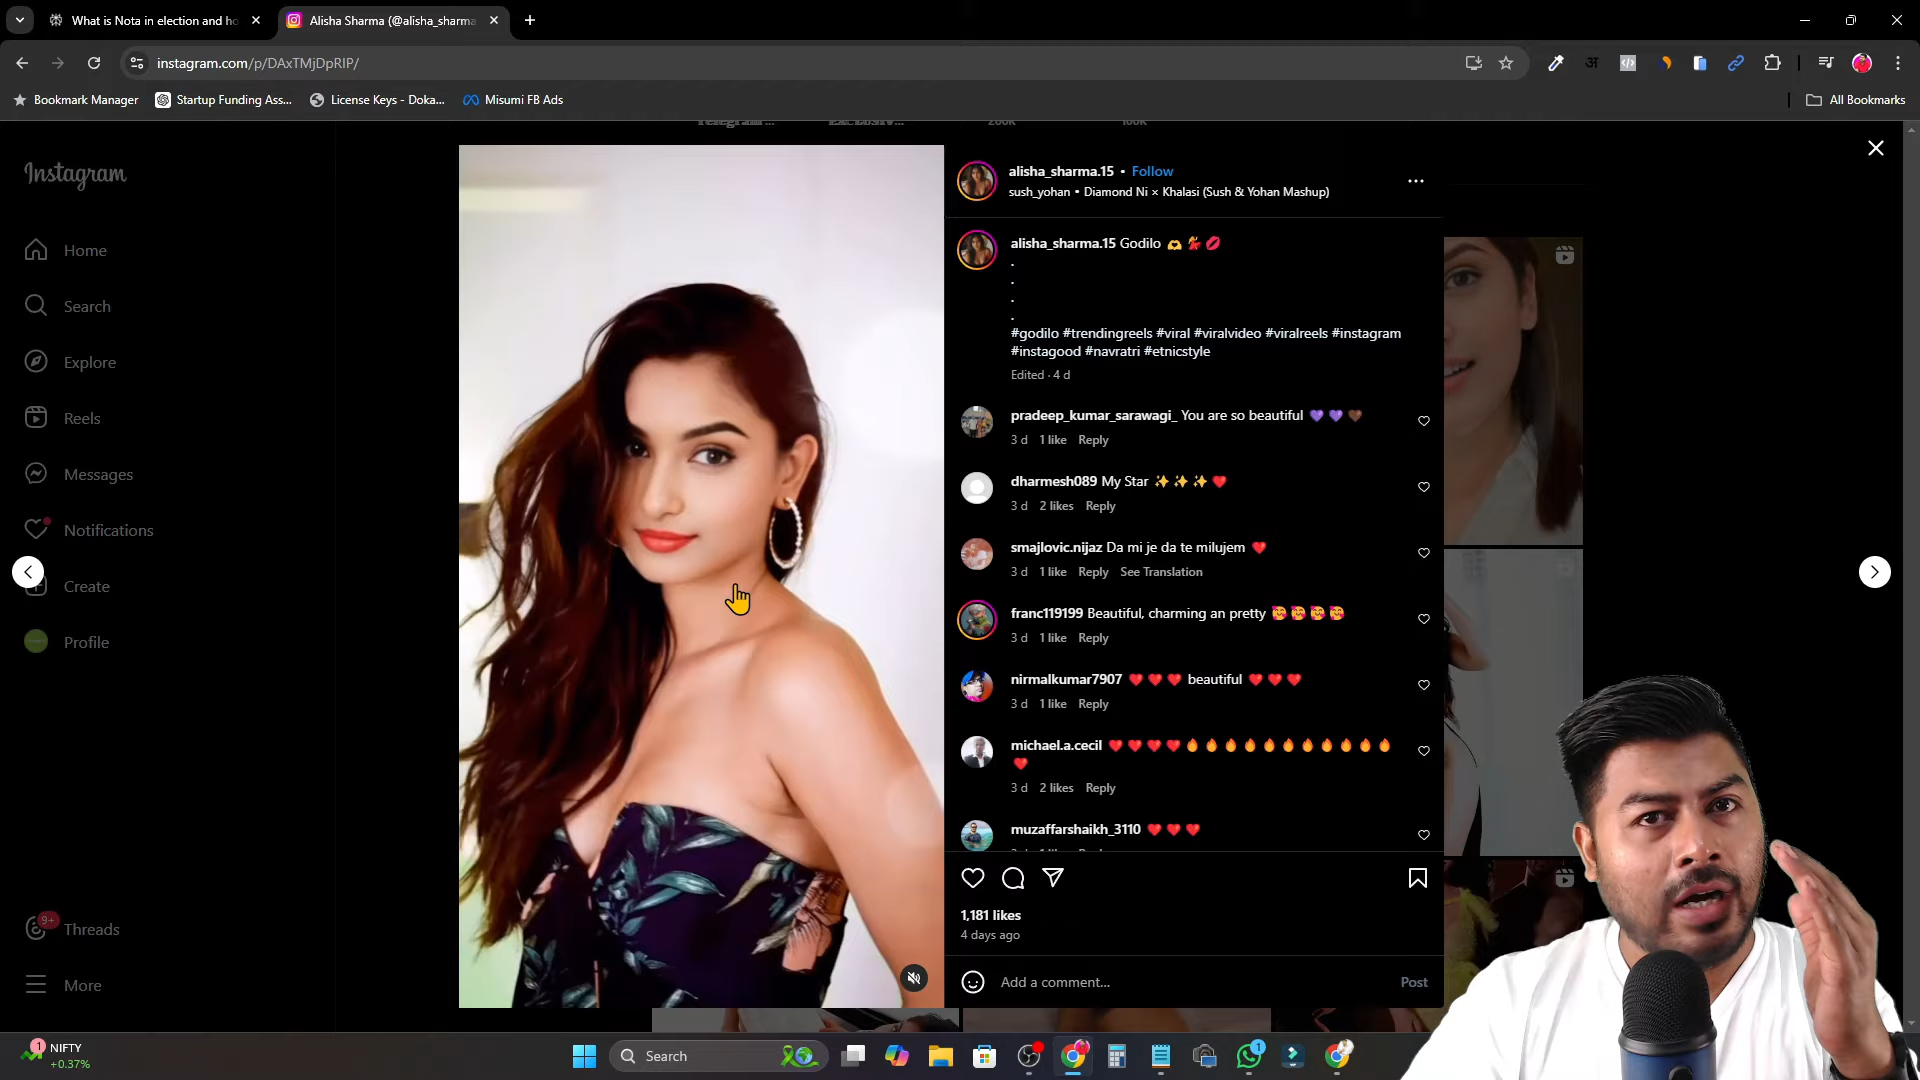 What is Nota in election and ho
Alisha Sharma (@alisha_sharma
instagram.com/p/DAxTMjDpRIP/
अ
Bookmark Manager
Startup Funding Ass...
License Keys - Doka...
Misumi FB Ads
All Bookmarks
200k
100k
Instagram
Home
Search
Explore
Reels
Messages
Notifications
Create
Profile
9+
Threads
More
alisha_sharma.15 • Follow
sush_yohan • Diamond Ni × Khalasi (Sush & Yohan Mashup)
alisha_sharma.15 Godilo 🫶 💃 💋
.
.
.
.
#godilo #trendingreels #viral #viralvideo #viralreels #instagram
#instagood #navratri #etnicstyle
Edited · 4 d
pradeep_kumar_sarawagi_ You are so beautiful 💜 💜 🤎
3 d 1 like Reply
dharmesh089 My Star ✨ ✨ ✨ ❤️
3 d 2 likes Reply
smajlovic.nijaz Da mi je da te milujem ❤️
3 d 1 like Reply See Translation
franc119199 Beautiful, charming an pretty 🥰 🥰 🥰 🥰
3 d 1 like Reply
nirmalkumar7907 ❤️ ❤️ ❤️ beautiful ❤️ ❤️ ❤️
3 d 1 like Reply
michael.a.cecil ❤️ ❤️ ❤️ ❤️ 🔥 🔥 🔥 🔥 🔥 🔥 🔥 🔥 🔥 🔥 🔥
❤️
3 d 2 likes Reply
muzaffarshaikh_3110 ❤️ ❤️ ❤️
1,181 likes
4 days ago
Add a comment...
Post
1
NIFTY
+0.37%
Search
1